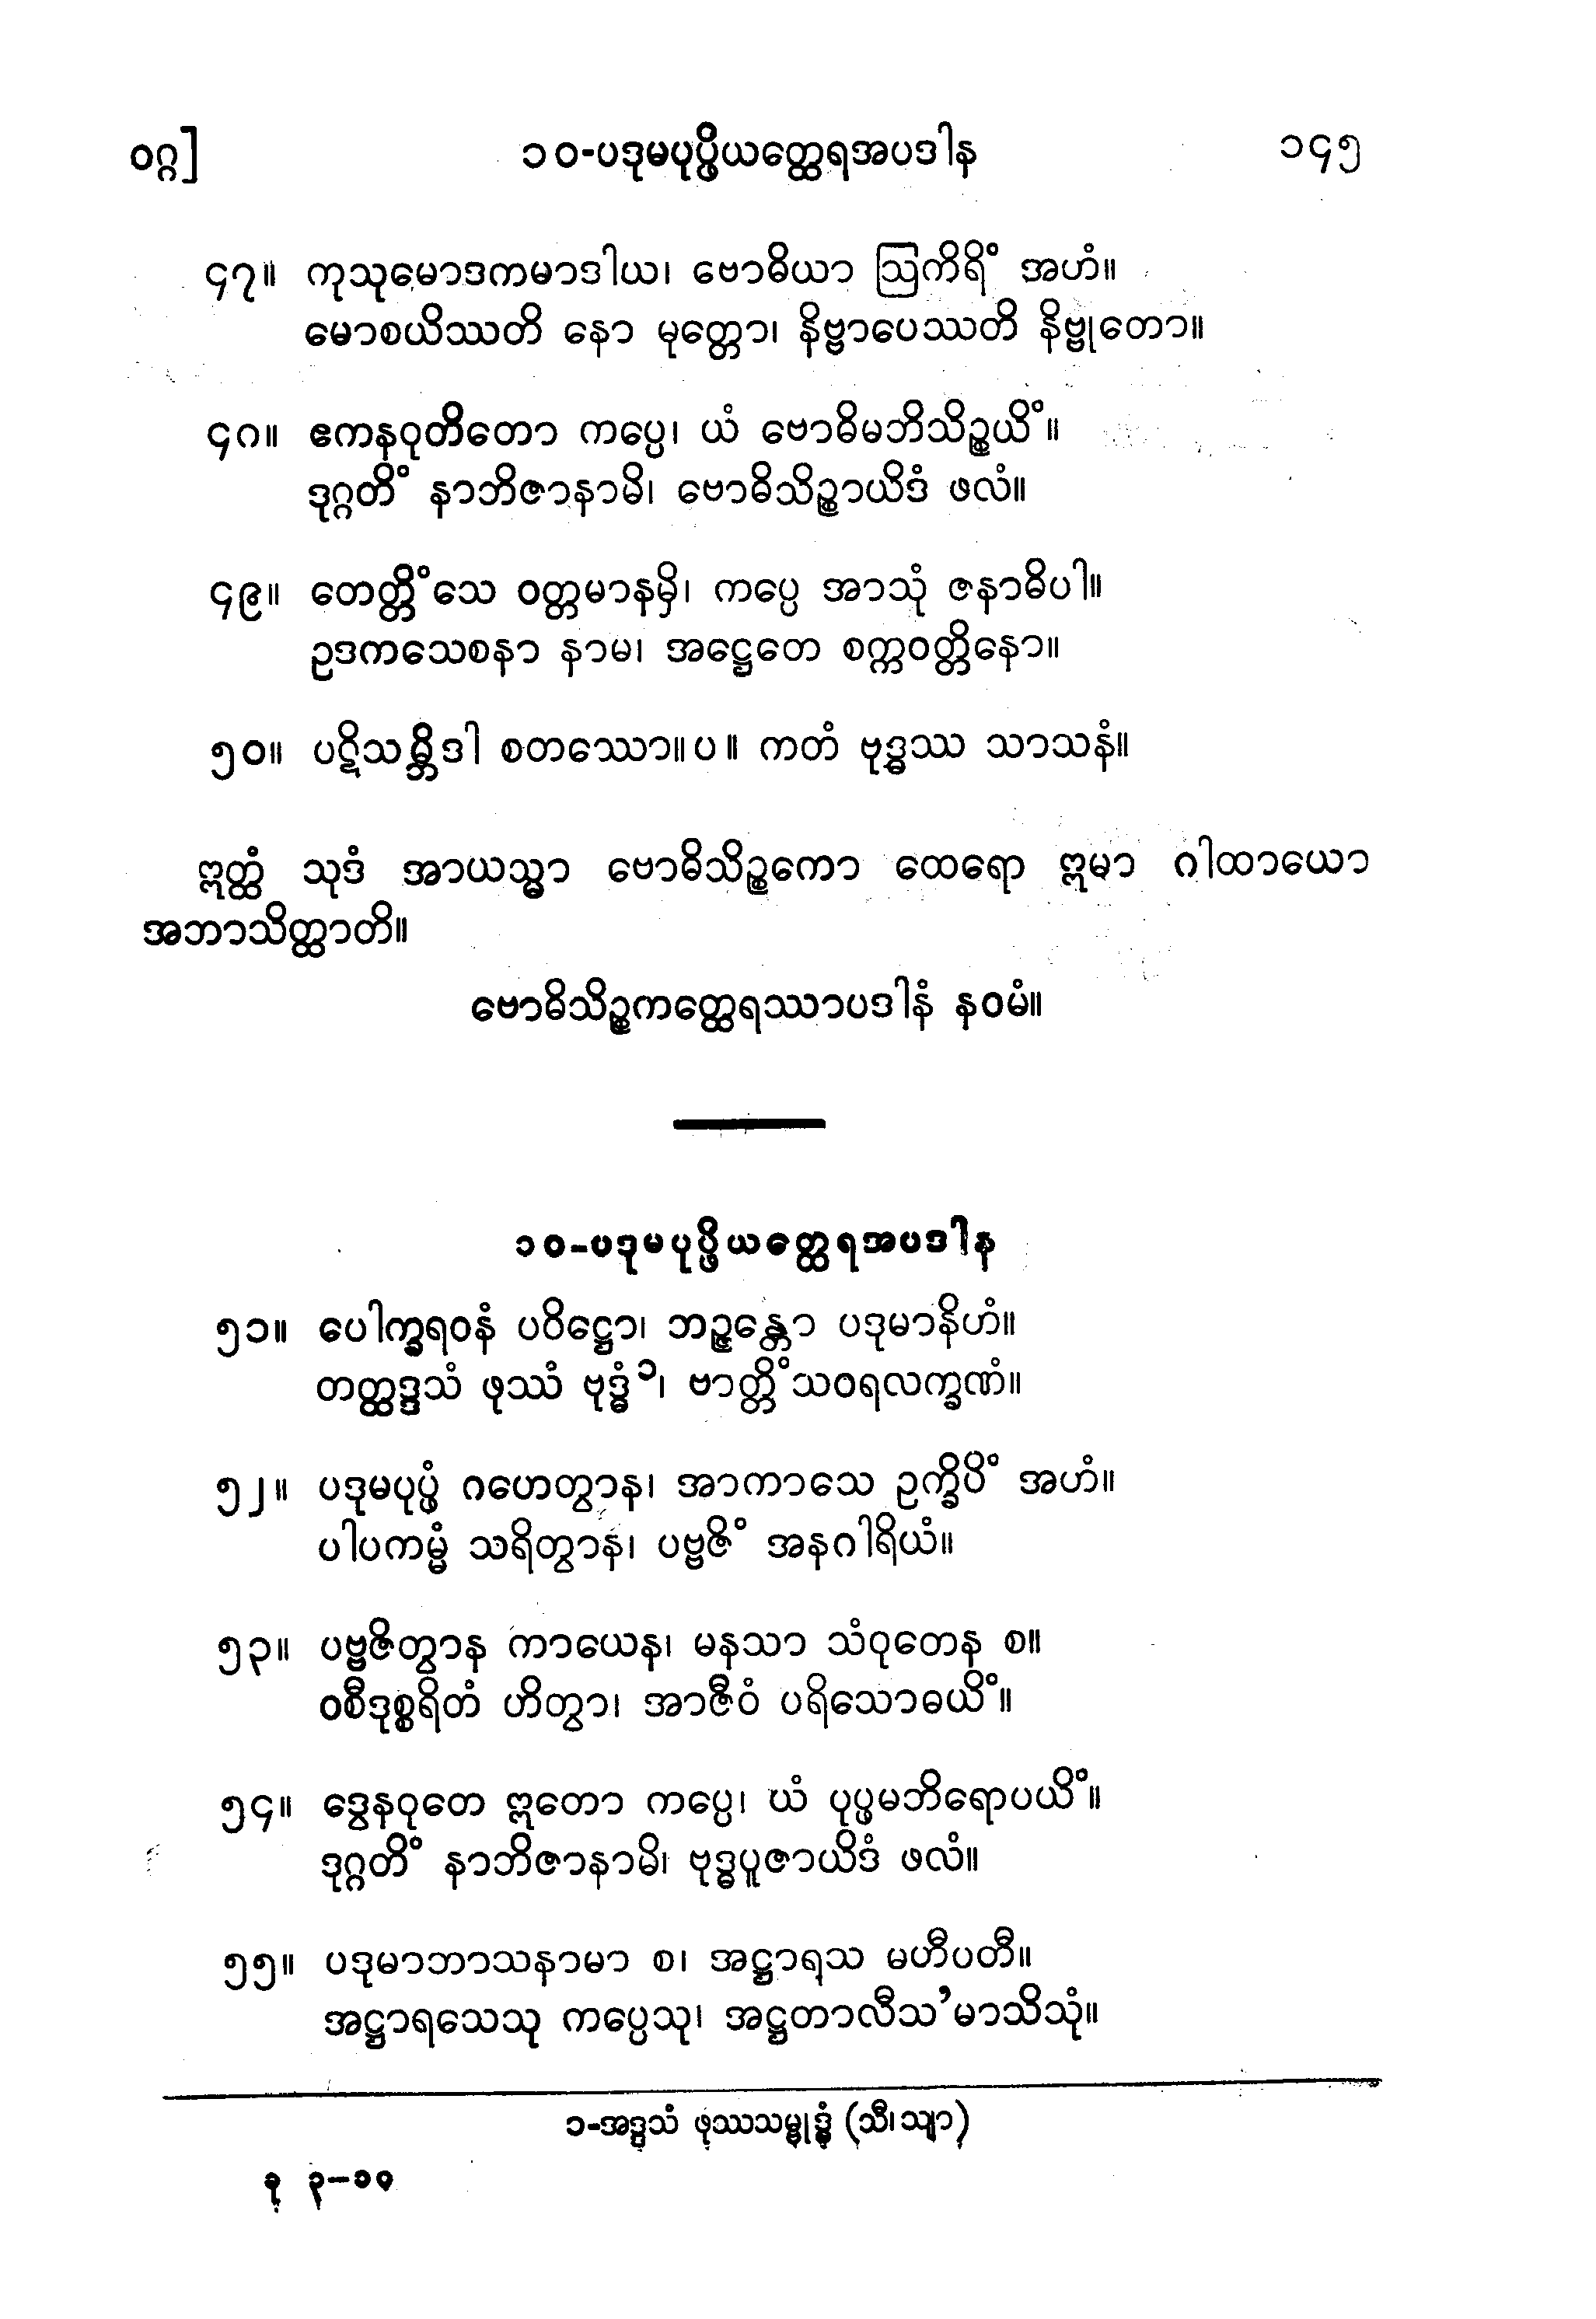 ဝဂ္ဂ]
၁၀-ပဒုမပုပ္ဖိယတ္ထေရအပဒါန
၁၄၅
၄၇။ ကုသုမောဒကမာဒါယ၊ ဗောဓိယာ ဩကိရိံ အဟံ။
မောစယိဿတိ နော မုတ္တော၊ နိဗ္ဗာပေဿတိ နိဗ္ဗုတော။
၄၈။ ဧကနဝုတိတော ကပ္ပေ၊ ယံ ဗောဓိမဘိသိဉ္စယိံ။
ဒုဂ္ဂတိံ နာဘိဇာနာမိ၊ ဗောဓိသိဉ္စာယိဒံ ဖလံ။
၄၉။ တေတ္တိံသေ ဝတ္တမာနမှိ၊ ကပ္ပေ အာသုံ ဇနာဓိပါ။
ဥဒကသေစနာ နာမ၊ အဋ္ဌေတေ စက္ကဝတ္တိနော။
၅၀။ ပဋိသမ္ဘိဒါ စတဿော။ပ။ ကတံ ဗုဒ္ဓဿ သာသနံ။
ဣတ္ထံ သုဒံ အာယသ္မာ ဗောဓိသိဉ္စကော ထေရော ဣမာ ဂါထာယော
အဘာသိတ္ထာတိ။
ဗောဓိသိဉ္စကတ္ထေရဿာပဒါနံ နဝမံ။
၁၀-ပဒုမပုပ္ဖိယတ္ထေရအပဒါန
၅၁။ ပေါက္ခရဝနံ ပဝိဋ္ဌော၊ ဘဉ္ဇန္တော ပဒုမာနိဟံ။
တတ္ထဒ္ဒသံ ဖုဿံ ဗုဒ္ဓံ၁၊ ဗာတ္တိံသဝရလက္ခဏံ။
၅၂။ ပဒုမပုပ္ဖံ ဂဟေတွာန၊ အာကာသေ ဥက္ခိပိံ အဟံ။
ပါပကမ္မံ သရိတွာန၊ ပဗ္ဗဇိံ အနဂါရိယံ။
၅၃။ ပဗ္ဗဇိတွာန ကာယေန၊ မနသာ သံဝုတေန စ။
ဝစီဒုစ္စရိတံ ဟိတွာ၊ အာဇီဝံ ပရိသောဓယိံ။
၅၄။ ဒွေနဝုတေ ဣတော ကပ္ပေ၊ ယံ ပုပ္ဖမဘိရောပယိံ။
ဒုဂ္ဂတိံ နာဘိဇာနာမိ၊ ဗုဒ္ဓပူဇာယိဒံ ဖလံ။
၅၅။ ပဒုမာဘာသနာမာ စ၊ အဋ္ဌာရသ မဟီပတီ။
အဋ္ဌာရသေသု ကပ္ပေသု၊ အဋ္ဌတာလီသ’မာသိသုံ။
၁-အဒ္ဒသံ ဖုဿသမ္ဗုဒ္ဓံ (သီ၊သျာ)
ခု ၃–၁၀